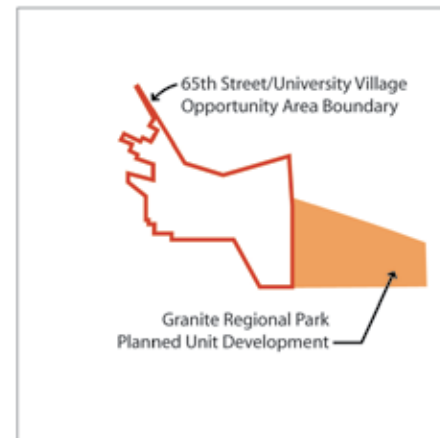 65th Street/University Village
Opportunity Area Boundary
Granite Regional Park
Planned Unit Development